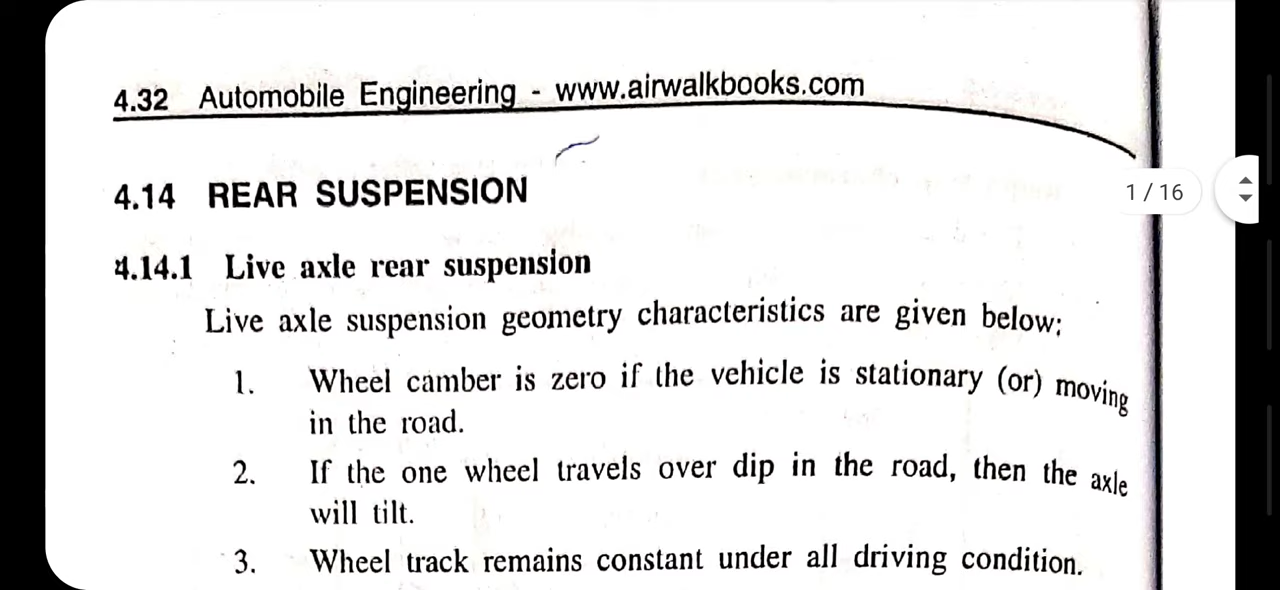 4.32 Automobile Engineering - www.airwalkbooks.com
1 / 16
4.14 REAR SUSPENSION
4.14.1 Live axle rear suspension
Live axle suspension geometry characteristics are given below:
1. Wheel camber is zero if the vehicle is stationary (or) moving
in the road.
2. If the one wheel travels over dip in the road, then the axle
will tilt.
3. Wheel track remains constant under all driving condition.